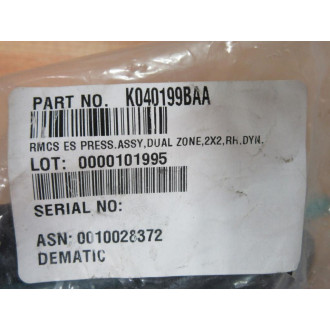 PART NO. K040199BAA
RMCS ES PRESS.ASSY,DUAL ZONE,2X2,RH,DYN.
LOT: 0000101995
SERIAL NO:
ASN: 0010028372
DEMATIC